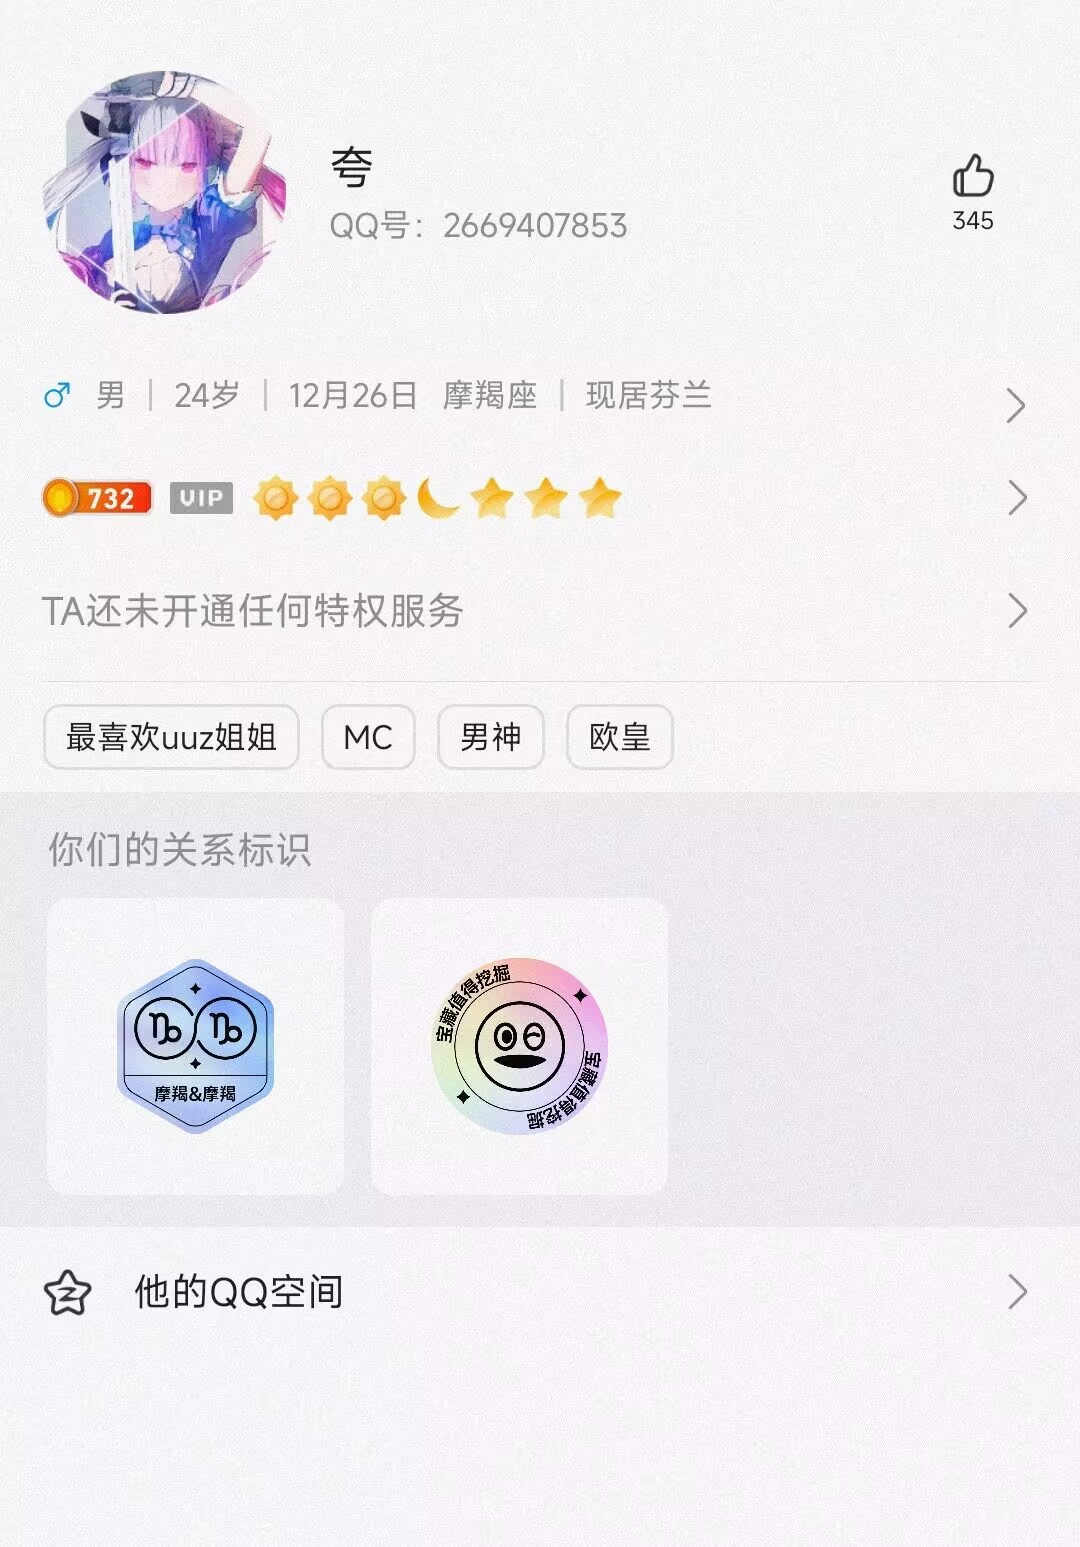 夸
QQ号：2669407853
345
男 | 24岁 | 12月26日 摩羯座 | 现居芬兰
732 VIP
TA还未开通任何特权服务
最喜欢uuz姐姐 MC 男神 欧皇
你们的关系标识
摩羯&摩羯
宝藏值得挖掘
宝藏值得挖掘
他的QQ空间